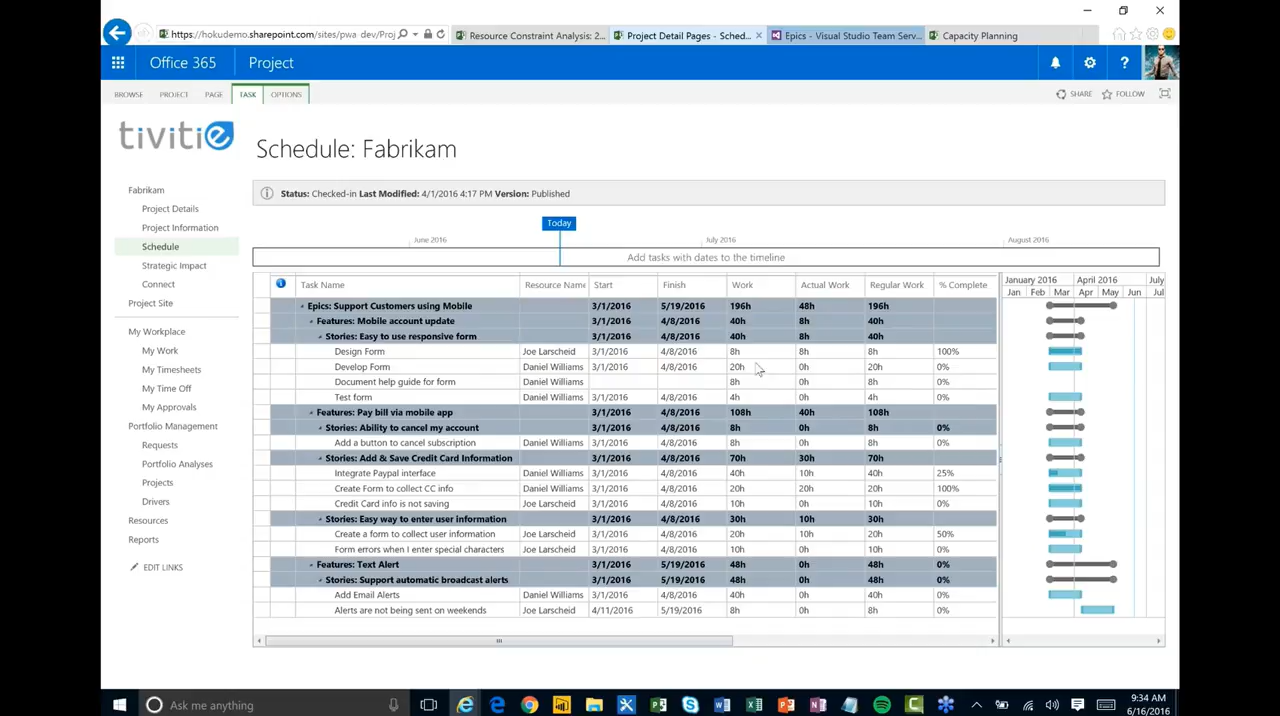 https://hokudemo.sharepoint.com/sites/pwa_dev/Proj
Resource Constraint Analysis: 2...
Project Detail Pages - Sched...
Epics - Visual Studio Team Serv...
Capacity Planning
Office 365
Project
BROWSE
PROJECT
PAGE
TASK
OPTIONS
SHARE
FOLLOW
tivitie
Schedule: Fabrikam
Status: Checked-in Last Modified: 4/1/2016 4:17 PM Version: Published
Fabrikam
Project Details
Project Information
Schedule
Strategic Impact
Connect
Project Site
My Workplace
My Work
My Timesheets
My Time Off
My Approvals
Portfolio Management
Requests
Portfolio Analyses
Projects
Drivers
Resources
Reports
EDIT LINKS
Today
June 2016 July 2016 August 2016
Add tasks with dates to the timeline
Task Name Resource Name Start Finish Work Actual Work Regular Work % Complete
Epics: Support Customers using Mobile 3/1/2016 5/19/2016 196h 48h 196h
Features: Mobile account update 3/1/2016 4/8/2016 40h 8h 40h
Stories: Easy to use responsive form 3/1/2016 4/8/2016 40h 8h 40h
Design Form Joe Larscheid 3/1/2016 4/8/2016 8h 8h 8h 100%
Develop Form Daniel Williams 3/1/2016 4/8/2016 20h 0h 20h 0%
Document help guide for form Daniel Williams 8h 0h 8h 0%
Test form Daniel Williams 3/1/2016 4/8/2016 4h 0h 4h 0%
Features: Pay bill via mobile app 3/1/2016 4/8/2016 108h 40h 108h
Stories: Ability to cancel my account 3/1/2016 4/8/2016 8h 0h 8h 0%
Add a button to cancel subscription Daniel Williams 3/1/2016 4/8/2016 8h 0h 8h 0%
Stories: Add & Save Credit Card Information 3/1/2016 4/8/2016 70h 30h 70h
Integrate Paypal interface Daniel Williams 3/1/2016 4/8/2016 40h 10h 40h 25%
Create Form to collect CC info Daniel Williams 3/1/2016 4/8/2016 20h 20h 20h 100%
Credit Card info is not saving Joe Larscheid 3/1/2016 4/8/2016 10h 0h 10h 0%
Stories: Easy way to enter user information 3/1/2016 4/8/2016 30h 10h 30h
Create a form to collect user information Joe Larscheid 3/1/2016 4/8/2016 20h 10h 20h 50%
Form errors when I enter special characters Joe Larscheid 3/1/2016 4/8/2016 10h 0h 10h 0%
Features: Text Alert 3/1/2016 5/19/2016 48h 0h 48h 0%
Stories: Support automatic broadcast alerts 3/1/2016 5/19/2016 48h 0h 48h 0%
Add Email Alerts Daniel Williams 3/1/2016 4/8/2016 40h 0h 40h 0%
Alerts are not being sent on weekends Joe Larscheid 4/11/2016 5/19/2016 8h 0h 8h 0%
January 2016 April 2016 July
Jan Feb Mar Apr May Jun Jul
Ask me anything
9:34 AM
6/16/2016